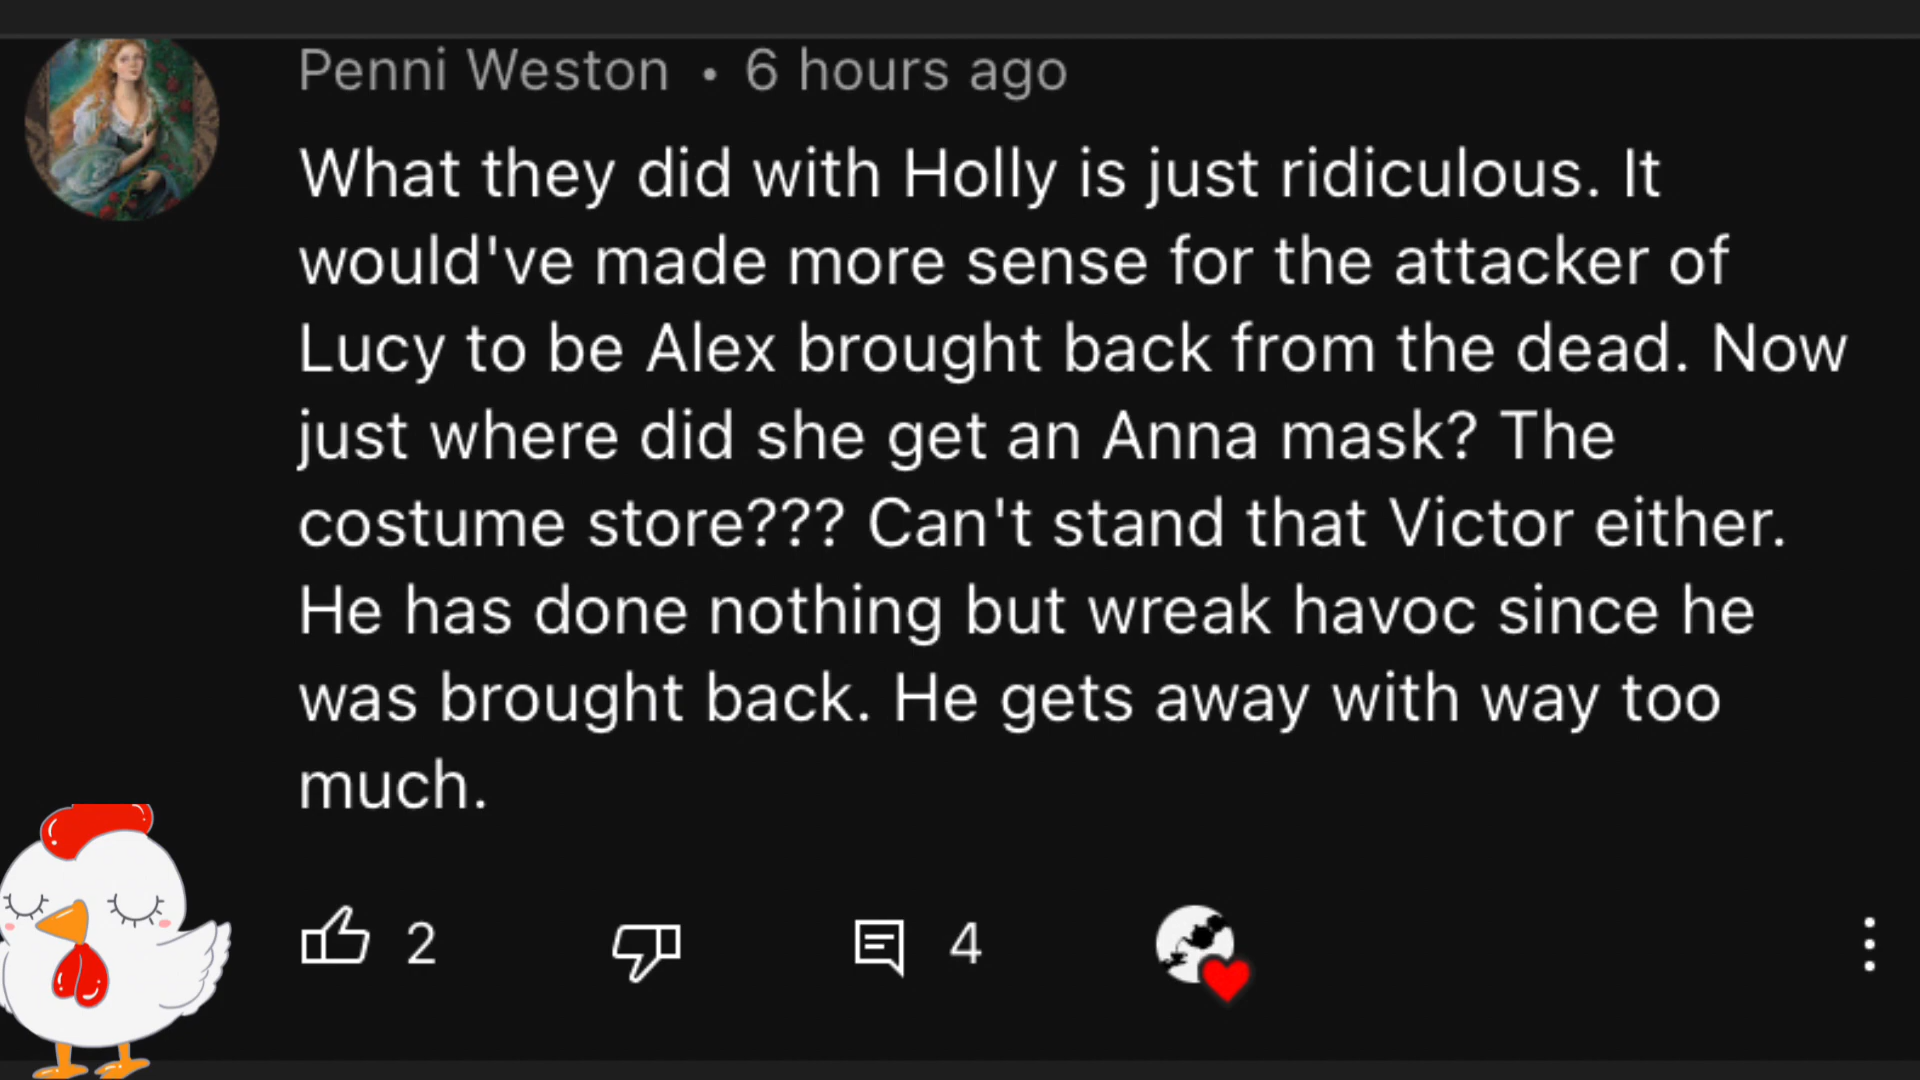 Penni Weston • 6 hours ago
What they did with Holly is just ridiculous. It
would've made more sense for the attacker of
Lucy to be Alex brought back from the dead. Now
just where did she get an Anna mask? The
costume store??? Can't stand that Victor either.
He has done nothing but wreak havoc since he
was brought back. He gets away with way too
much.
2 4